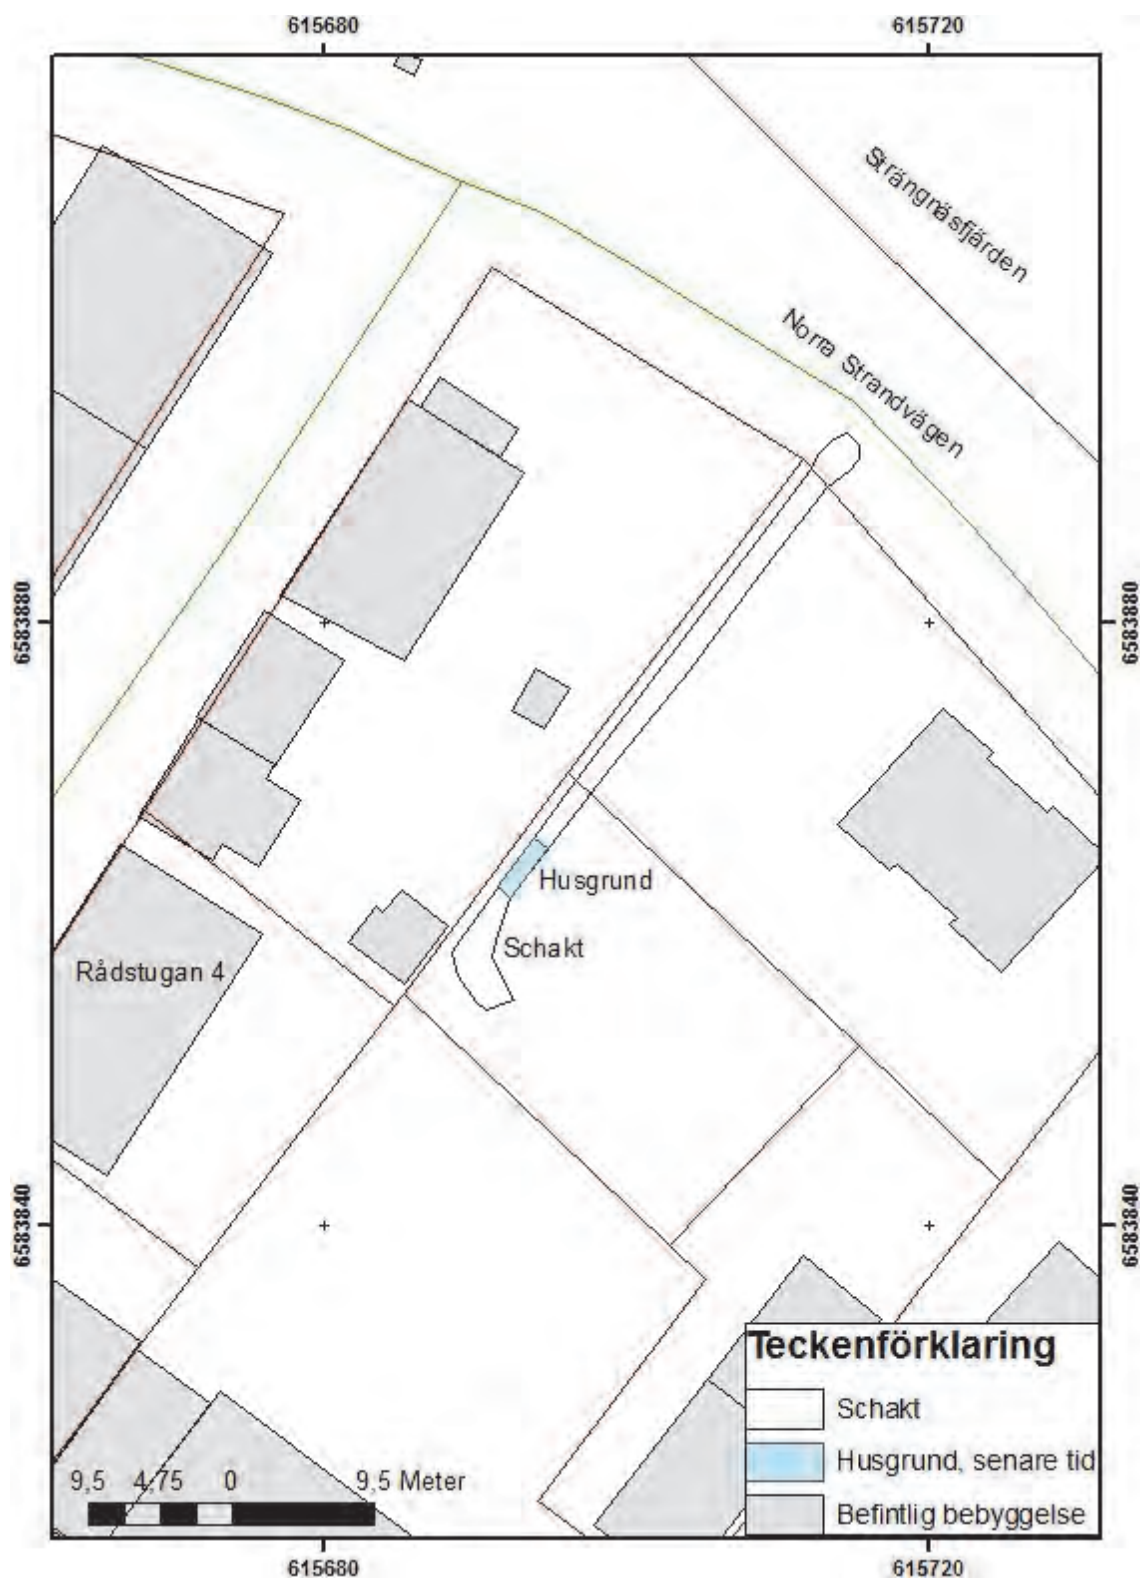 615680
615720
Strängnäsfjärden
Norra Strandvägen
6583880
6583880
Husgrund
Schakt
Rådstugan 4
6583840
6583840
Teckenförklaring
Schakt
Husgrund, senare tid
Befintlig bebyggelse
9,5 4,75 0 9,5 Meter
615680
615720